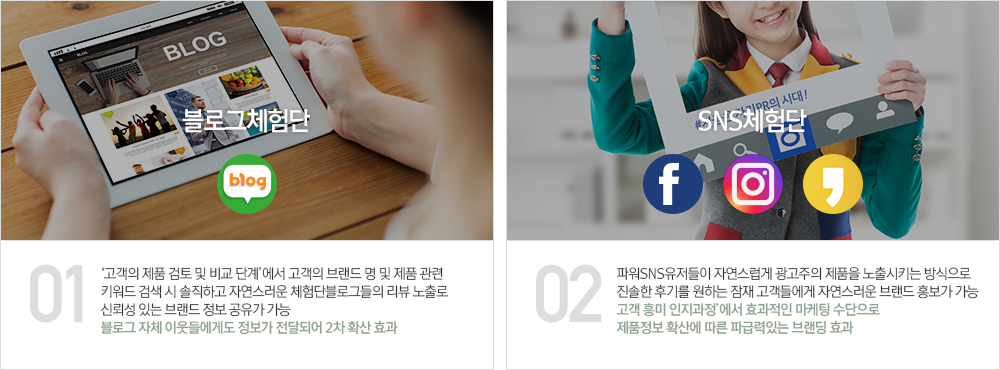 BLOG
블로그체험단
blog
01
‘고객의 제품 검토 및 비교 단계’에서 고객의 브랜드 명 및 제품 관련
키워드 검색 시 솔직하고 자연스러운 체험단블로그들의 리뷰 노출로
신뢰성 있는 브랜드 정보 공유가 가능
블로그 자체 이웃들에게도 정보가 전달되어 2차 확산 효과
PR의 시대!
SNS체험단
02
파워SNS유저들이 자연스럽게 광고주의 제품을 노출시키는 방식으로
진솔한 후기를 원하는 잠재 고객들에게 자연스러운 브랜드 홍보가 가능
고객 흥미 인지과정’에서 효과적인 마케팅 수단으로
제품정보 확산에 따른 파급력있는 브랜딩 효과